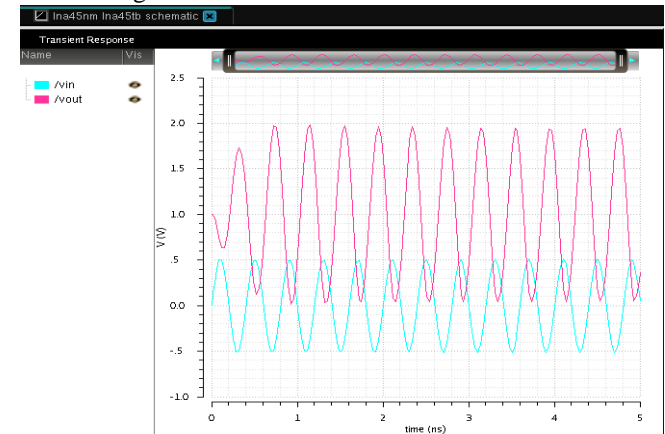 lna45nm lna45tb schematic
Transient Response
Name Vis
/vin
/vout
2.5
2.0
1.5
1.0
.5
0.0
-.5
-1.0
V (V)
0 1 2 3 4 5
time (ns)